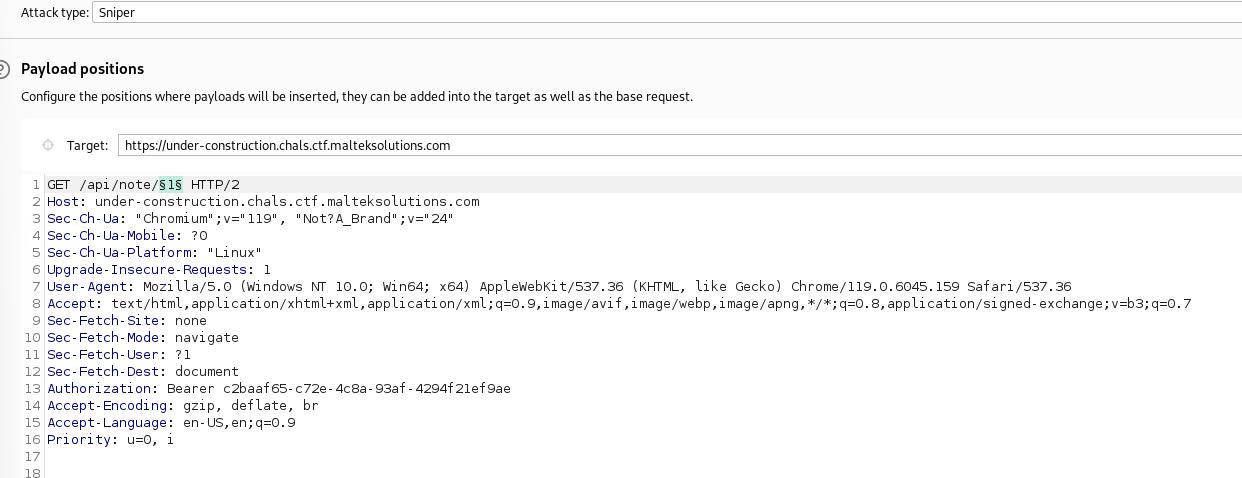 Attack type: Sniper
? Payload positions
Configure the positions where payloads will be inserted, they can be added into the target as well as the base request.
Target: https://under-construction.chals.ctf.malteksolutions.com
1 GET /api/note/§1§ HTTP/2
2 Host: under-construction.chals.ctf.malteksolutions.com
3 Sec-Ch-Ua: "Chromium";v="119", "Not?A_Brand";v="24"
4 Sec-Ch-Ua-Mobile: ?0
5 Sec-Ch-Ua-Platform: "Linux"
6 Upgrade-Insecure-Requests: 1
7 User-Agent: Mozilla/5.0 (Windows NT 10.0; Win64; x64) AppleWebKit/537.36 (KHTML, like Gecko) Chrome/119.0.6045.159 Safari/537.36
8 Accept: text/html,application/xhtml+xml,application/xml;q=0.9,image/avif,image/webp,image/apng,*/*;q=0.8,application/signed-exchange;v=b3;q=0.7
9 Sec-Fetch-Site: none
10 Sec-Fetch-Mode: navigate
11 Sec-Fetch-User: ?1
12 Sec-Fetch-Dest: document
13 Authorization: Bearer c2baaf65-c72e-4c8a-93af-4294f21ef9ae
14 Accept-Encoding: gzip, deflate, br
15 Accept-Language: en-US,en;q=0.9
16 Priority: u=0, i
17
18